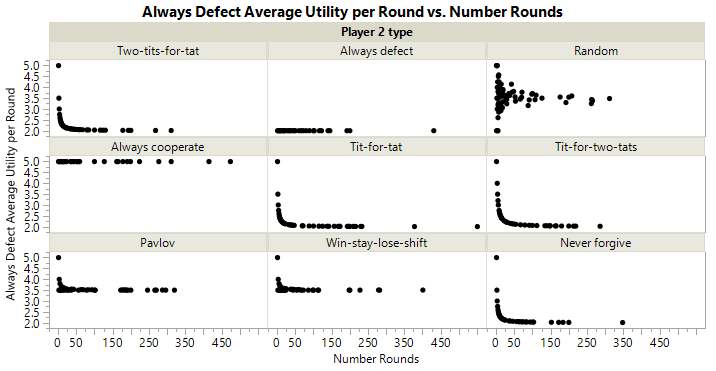 Always Defect Average Utility per Round vs. Number Rounds
Player 2 type
Two-tits-for-tat Always defect Random
5.0
4.5
4.0
3.5
3.0
2.5
2.0
Always cooperate Tit-for-tat Tit-for-two-tats
5.0
4.5
4.0
3.5
3.0
2.5
2.0
Pavlov Win-stay-lose-shift Never forgive
5.0
4.5
4.0
3.5
3.0
2.5
2.0
Always Defect Average Utility per Round
0 50 150 250 350 450 0 50 150 250 350 450 0 50 150 250 350 450
Number Rounds